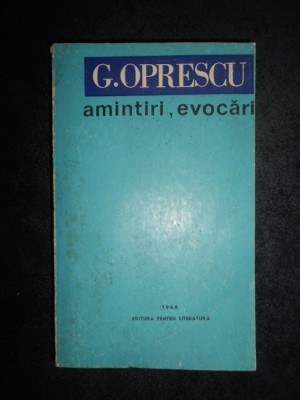 G.OPRESCU
amintiri, evocări
1968
EDITURA PENTRU LITERATURĂ